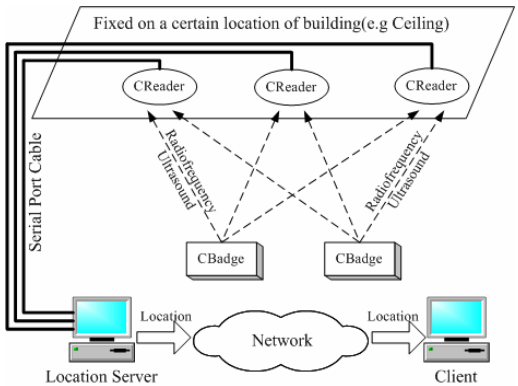 Fixed on a certain location of building(e.g Ceiling)
CReader
CReader
CReader
Serial Port Cable
Radiofrequency
Ultrasound
Radiofrequency
Ultrasound
CBadge
CBadge
Location
Network
Location
Location Server
Client